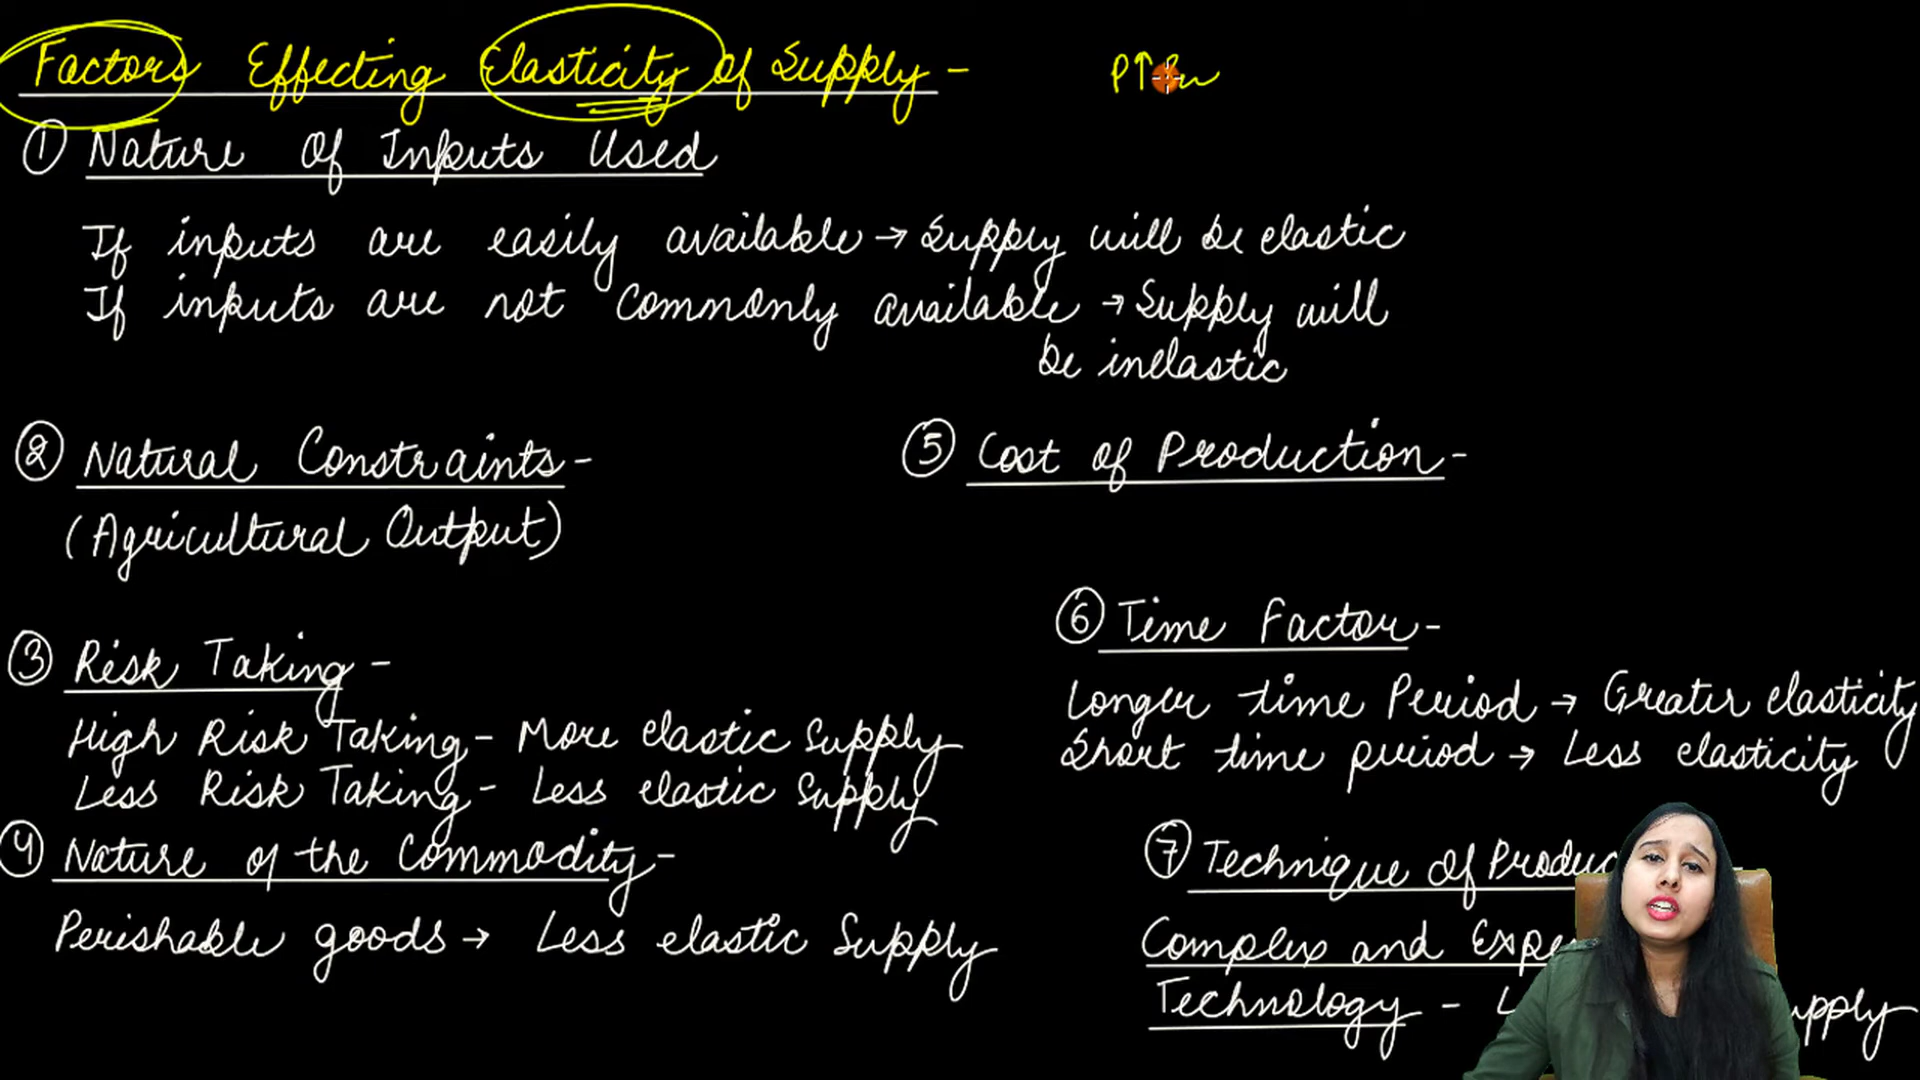 Factors Effecting Elasticity Of Supply - P↑
① Nature Of Inputs Used
If inputs are easily available → Supply will be elastic
If inputs are not commonly available → Supply will
be inelastic
② Natural Constraints -
(Agricultural Output)
③ Risk Taking -
High Risk Taking - More elastic Supply
Less Risk Taking - Less elastic Supply
④ Nature of the Commodity -
Perishable goods → Less elastic Supply
⑤ Cost of Production -
⑥ Time Factor -
Longer time Period → Greater elasticity
Short time period → Less elasticity
⑦ Technique Of
Complex and
Technology -